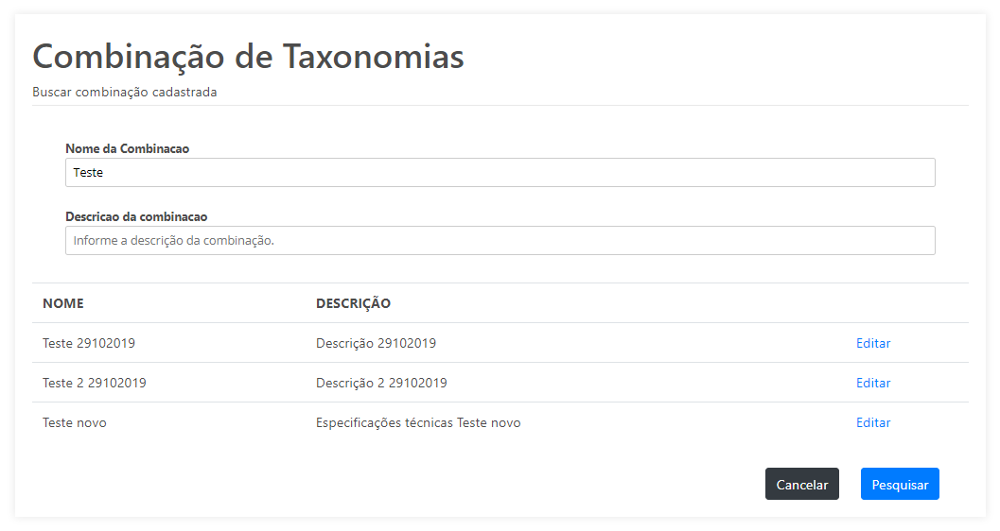 Combinação de Taxonomias
Buscar combinação cadastrada
Nome da Combinacao
Teste
Descricao da combinacao
Informe a descrição da combinação.
NOME DESCRIÇÃO
Teste 29102019 Descrição 29102019 Editar
Teste 2 29102019 Descrição 2 29102019 Editar
Teste novo Especificações técnicas Teste novo Editar
Cancelar Pesquisar